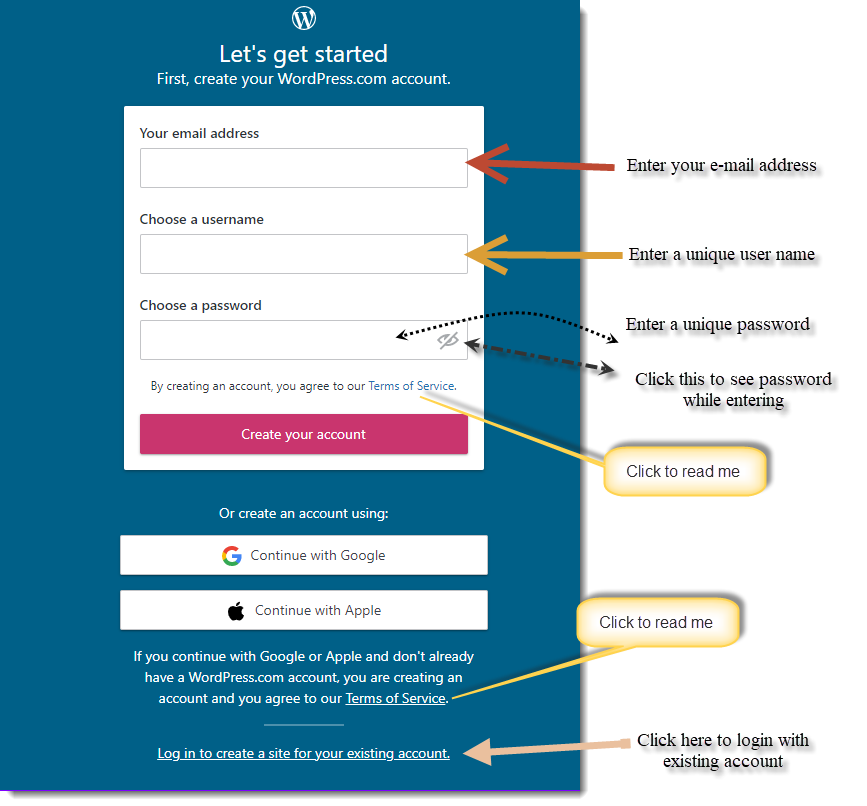 Let's get started
First, create your WordPress.com account.
Your email address
Enter your e-mail address
Choose a username
Enter a unique user name
Choose a password
Enter a unique password
Click this to see password
while entering
By creating an account, you agree to our Terms of Service.
Create your account
Click to read me
Or create an account using:
Continue with Google
Continue with Apple
Click to read me
If you continue with Google or Apple and don't already
have a WordPress.com account, you are creating an
account and you agree to our Terms of Service.
Log in to create a site for your existing account.
Click here to login with
existing account